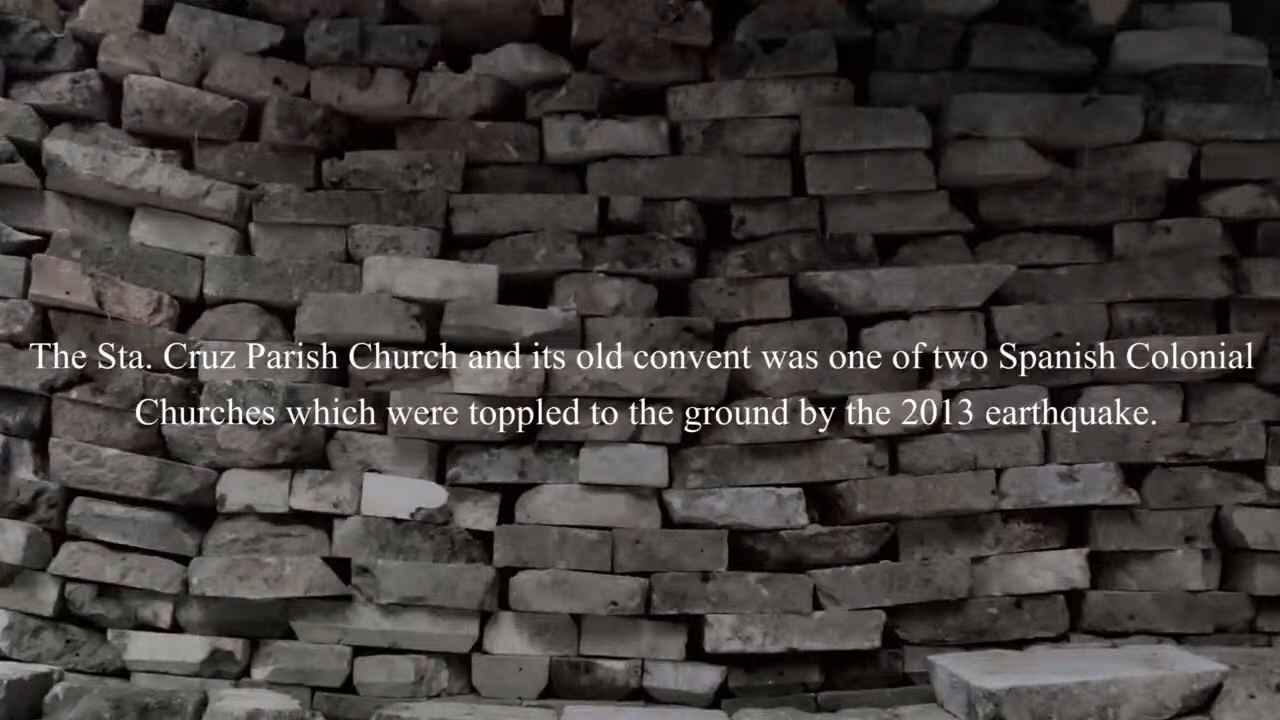 The Sta. Cruz Parish Church and its old convent was one of two Spanish Colonial
Churches which were toppled to the ground by the 2013 earthquake.